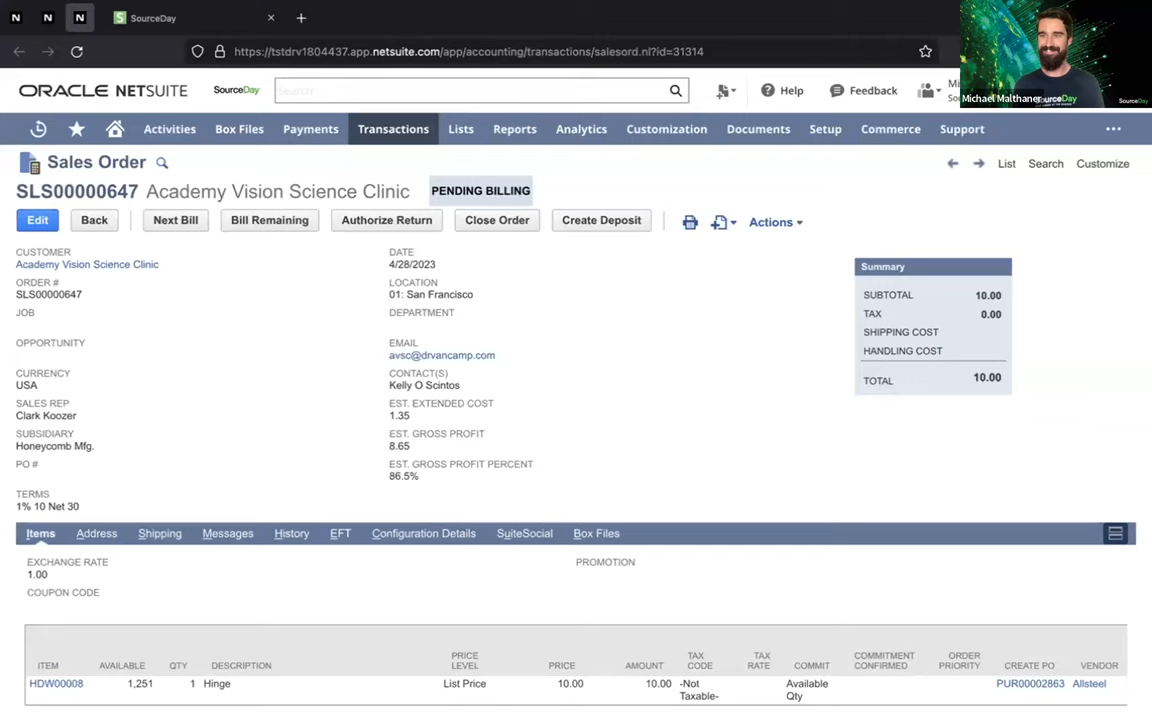 SourceDay
https://tstdrv1804437.app.netsuite.com/app/accounting/transactions/salesord.nl?id=31314
Michael Malthaner
SourceDay
SourceDay
ORACLE NETSUITE
SourceDay
Search
Help
Feedback
Activities
Box Files
Payments
Transactions
Lists
Reports
Analytics
Customization
Documents
Setup
Commerce
Support
Sales Order
List
Search
Customize
SLS00000647 Academy Vision Science Clinic
PENDING BILLING
Edit
Back
Next Bill
Bill Remaining
Authorize Return
Close Order
Create Deposit
Actions
CUSTOMER
Academy Vision Science Clinic
ORDER #
SLS00000647
JOB
OPPORTUNITY
CURRENCY
USA
SALES REP
Clark Koozer
SUBSIDIARY
Honeycomb Mfg.
PO #
TERMS
1% 10 Net 30
DATE
4/28/2023
LOCATION
01: San Francisco
DEPARTMENT
EMAIL
avsc@drvancamp.com
CONTACT(S)
Kelly O Scintos
EST. EXTENDED COST
1.35
EST. GROSS PROFIT
8.65
EST. GROSS PROFIT PERCENT
86.5%
Summary
SUBTOTAL 10.00
TAX 0.00
SHIPPING COST
HANDLING COST
TOTAL 10.00
Items
Address
Shipping
Messages
History
EFT
Configuration Details
SuiteSocial
Box Files
EXCHANGE RATE
1.00
COUPON CODE
PROMOTION
ITEM AVAILABLE QTY DESCRIPTION PRICE LEVEL PRICE AMOUNT TAX CODE TAX RATE COMMIT COMMITMENT CONFIRMED ORDER PRIORITY CREATE PO VENDOR
HDW00008 1,251 1 Hinge List Price 10.00 10.00 -Not Taxable- Available Qty PUR00002863 Allsteel